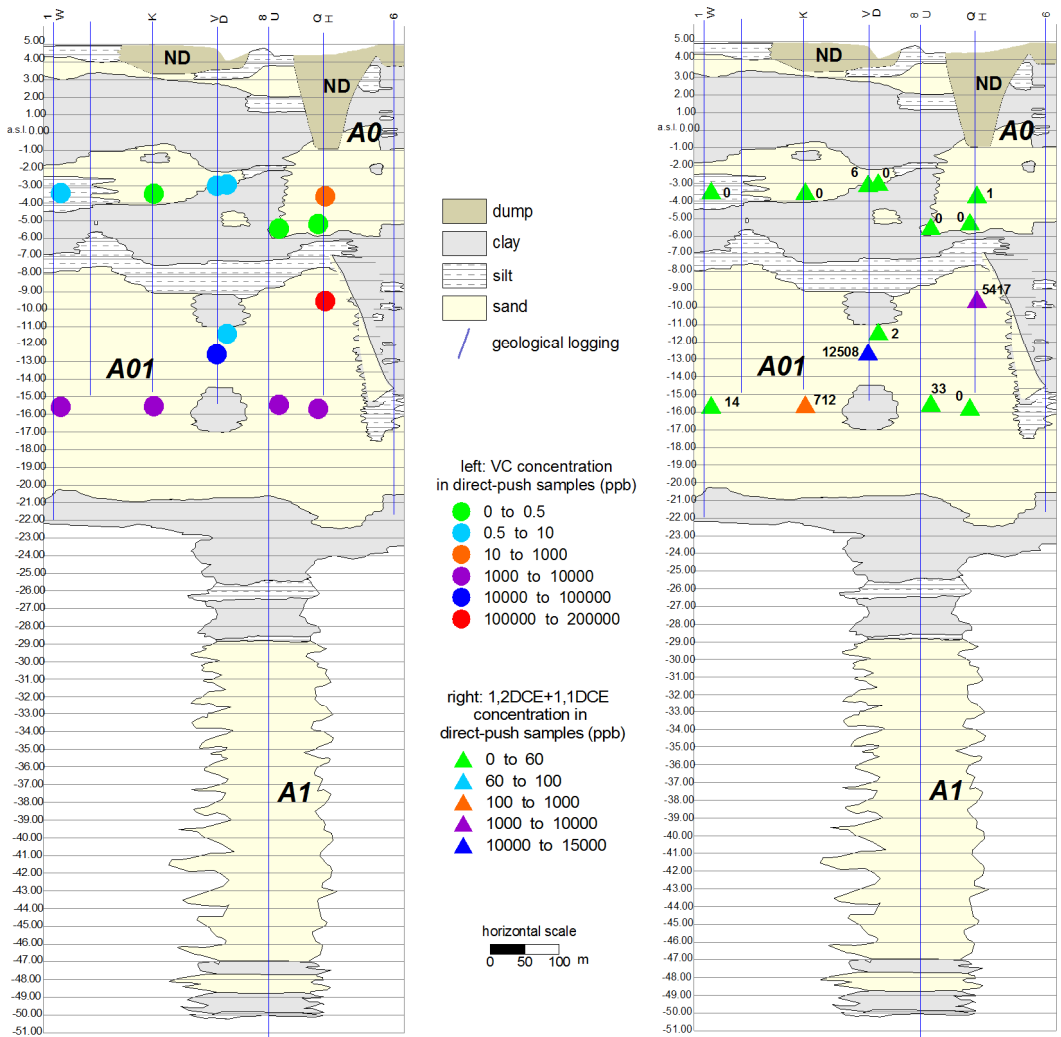 1 W K V D 8 U Q H 6
5.00
4.00
3.00
2.00
1.00
a.s.l. 0.00
-1.00
-2.00
-3.00
-4.00
-5.00
-6.00
-7.00
-8.00
-9.00
-10.00
-11.00
-13.00
-14.00
-15.00
-16.00
-17.00
-18.00
-19.00
-20.00
-21.00
-22.00
-23.00
-24.00
-25.00
-26.00
-27.00
-28.00
-29.00
-30.00
-31.00
-32.00
-33.00
-34.00
-35.00
-36.00
-37.00
-38.00
-39.00
-40.00
-41.00
-42.00
-43.00
-44.00
-45.00
-46.00
-47.00
-48.00
-49.00
-50.00
-51.00
ND
ND
A0
u
A01
A1
dump
clay
silt
sand
geological logging
left: VC concentration
in direct-push samples (ppb)
0 to 0.5
0.5 to 10
10 to 1000
1000 to 10000
10000 to 100000
100000 to 200000
right: 1,2DCE+1,1DCE
concentration in
direct-push samples (ppb)
0 to 60
60 to 100
100 to 1000
1000 to 10000
10000 to 15000
horizontal scale
0 50 100 m
1 W K V D 8 U Q H 6
5.00
4.00
3.00
2.00
1.00
a.s.l. 0.00
-1.00
-2.00
-3.00
-4.00
-5.00
-6.00
-7.00
-8.00
-9.00
-10.00
-11.00
-13.00
-14.00
-15.00
-16.00
-17.00
-18.00
-19.00
-20.00
-21.00
-22.00
-23.00
-24.00
-25.00
-26.00
-27.00
-28.00
-29.00
-30.00
-31.00
-32.00
-33.00
-34.00
-35.00
-36.00
-37.00
-38.00
-39.00
-40.00
-41.00
-42.00
-43.00
-44.00
-45.00
-46.00
-47.00
-48.00
-49.00
-50.00
-51.00
ND
ND
A0
6 0
0 0 1
0 0
u
5417
2
12508
A01
14 712 33 0
A1